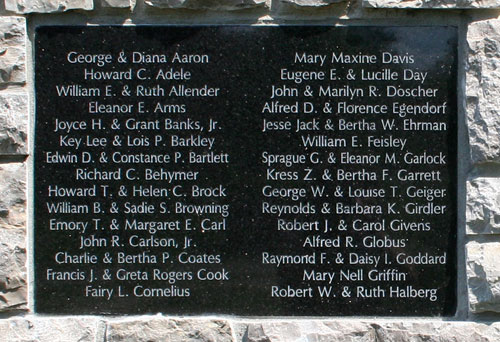 George & Diana Aaron
Howard C. Adele
William E. & Ruth Allender
Eleanor E. Arms
Joyce H. & Grant Banks, Jr.
Key Lee & Lois P. Barkley
Edwin D. & Constance P. Bartlett
Richard C. Behymer
Howard T. & Helen C. Brock
William B. & Sadie S. Browning
Emory T. & Margaret E. Carl
John R. Carlson, Jr.
Charlie & Bertha P. Coates
Francis J. & Greta Rogers Cook
Fairy L. Cornelius
Mary Maxine Davis
Eugene E. & Lucille Day
John & Marilyn R. Doscher
Alfred D. & Florence Egendorf
Jesse Jack & Bertha W. Ehrman
William E. Feisley
Sprague G. & Eleanor M. Garlock
Kress Z. & Bertha F. Garrett
George W. & Louise T. Geiger
Reynolds & Barbara K. Girdler
Robert J. & Carol Givens
Alfred R. Globus
Raymond F. & Daisy I. Goddard
Mary Nell Griffin
Robert W. & Ruth Halberg